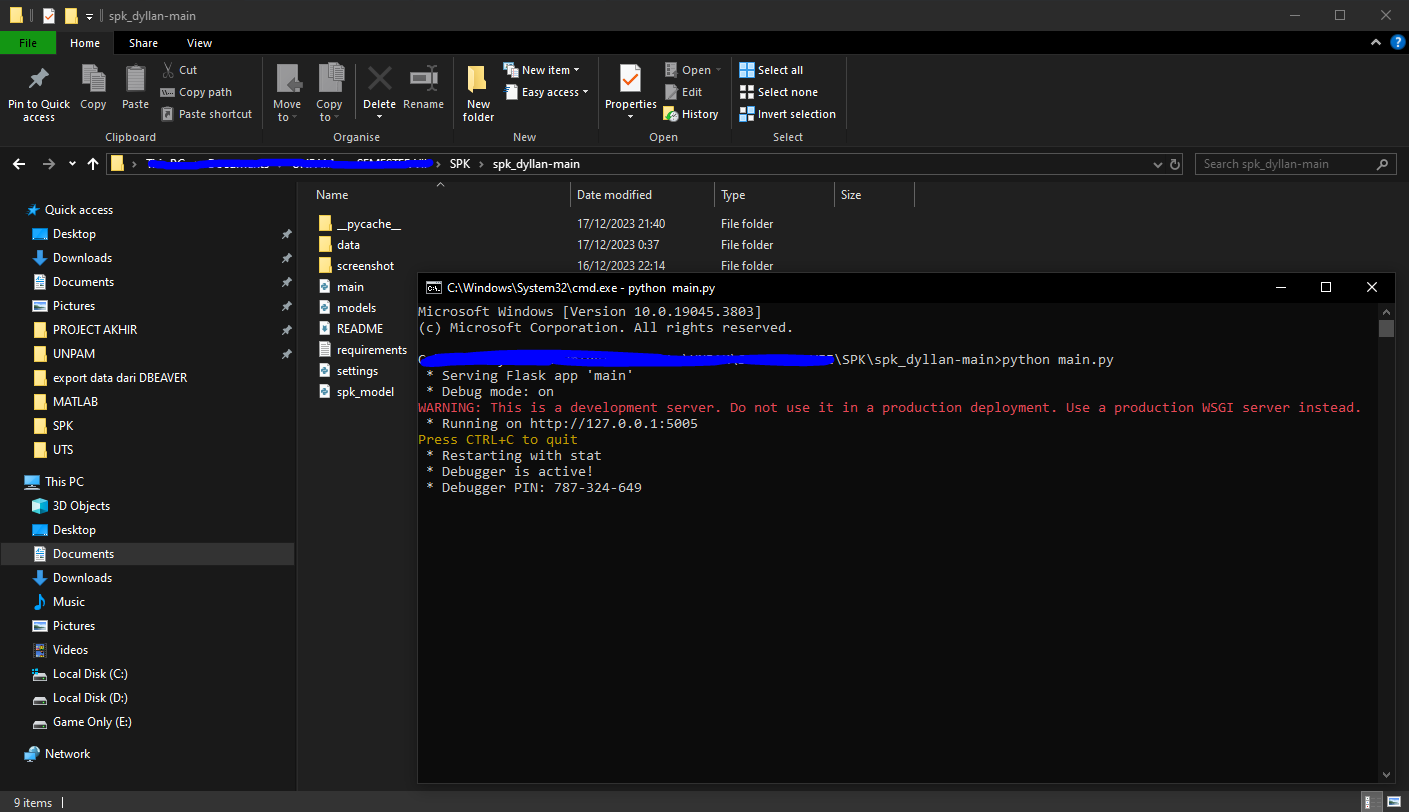 spk_dyllan-main
File Home Share View
Pin to Quick access
Copy
Paste
Cut
Copy path
Paste shortcut
Clipboard
Move to
Copy to
Delete
Rename
Organise
New folder
New item
Easy access
New
Properties
Open
Edit
History
Open
Select all
Select none
Invert selection
Select
SPK › spk_dyllan-main
Search spk_dyllan-main
Quick access
Desktop
Downloads
Documents
Pictures
PROJECT AKHIR
UNPAM
export data dari DBEAVER
MATLAB
SPK
UTS
This PC
3D Objects
Desktop
Documents
Downloads
Music
Pictures
Videos
Local Disk (C:)
Local Disk (D:)
Game Only (E:)
Network
Name Date modified Type Size
__pycache__ 17/12/2023 21:40 File folder
data 17/12/2023 0:37 File folder
screenshot 16/12/2023 22:14 File folder
main
models
README
requirements
settings
spk_model
C:\Windows\System32\cmd.exe - python main.py
Microsoft Windows [Version 10.0.19045.3803]
(c) Microsoft Corporation. All rights reserved.
\SPK\spk_dyllan-main>python main.py
* Serving Flask app 'main'
* Debug mode: on
WARNING: This is a development server. Do not use it in a production deployment. Use a production WSGI server instead.
* Running on http://127.0.0.1:5005
Press CTRL+C to quit
* Restarting with stat
* Debugger is active!
* Debugger PIN: 787-324-649
9 items